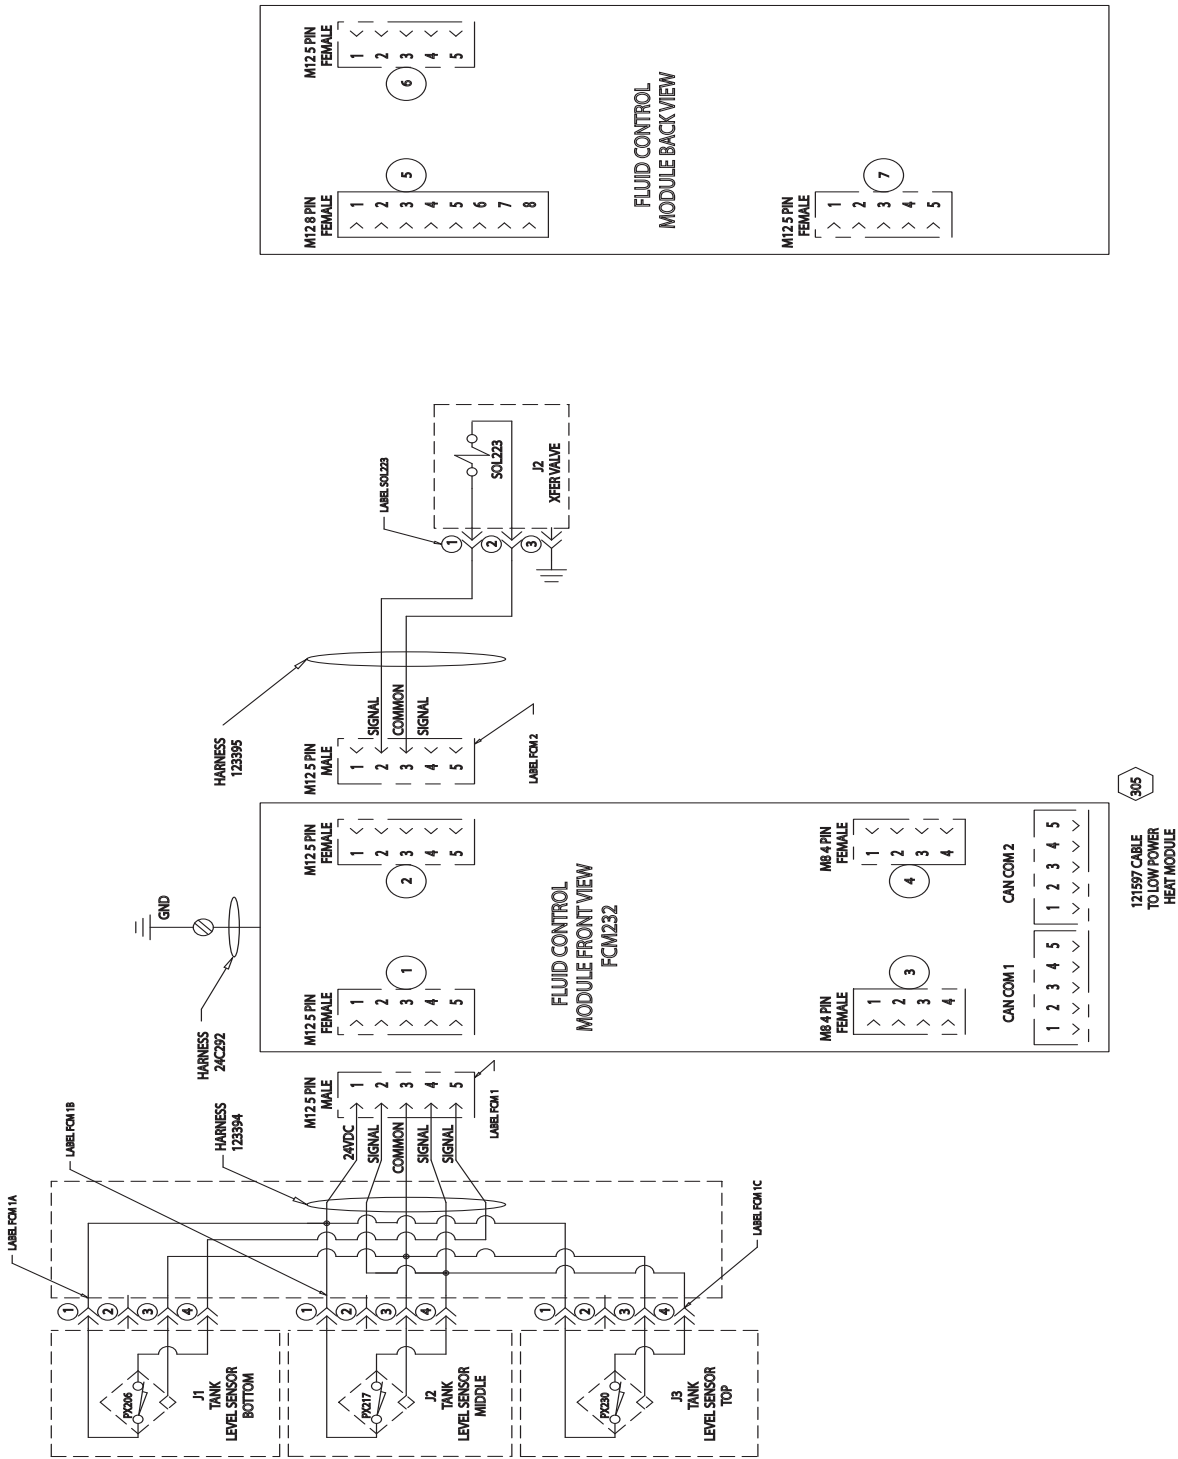 M12 5 PIN
FEMALE
1
2
3
4
5
6
M12 8 PIN
FEMALE
1
2
3
4
5
6
7
8
5
FLUID CONTROL
MODULE BACK VIEW
M12 5 PIN
FEMALE
1
2
3
4
5
7
LABEL SOL223
1
2
3
SOL223
J2
XFER VALVE
HARNESS
123395
SIGNAL
COMMON
SIGNAL
M12 5 PIN
MALE
1
2
3
4
5
LABEL FCM 2
GND
HARNESS
24C292
M12 5 PIN
FEMALE
1
2
3
4
5
2
M12 5 PIN
FEMALE
1
2
3
4
5
1
FLUID CONTROL
MODULE FRONT VIEW
FCM232
M8 4 PIN
FEMALE
1
2
3
4
4
M8 4 PIN
FEMALE
1
2
3
4
3
CAN COM 1
1 2 3 4 5
CAN COM 2
1 2 3 4 5
305
121597 CABLE
TO LOW POWER
HEAT MODULE
M12 5 PIN
MALE
1
2
3
4
5
LABEL FCM 1
24VDC
SIGNAL
COMMON
SIGNAL
SIGNAL
HARNESS
123394
LABEL FCM 1B
LABEL FCM 1A
LABEL FCM 1C
1
2
3
4
PX206
J1
TANK
LEVEL SENSOR
BOTTOM
1
2
3
4
PX217
J2
TANK
LEVEL SENSOR
MIDDLE
1
2
3
4
PX230
J3
TANK
LEVEL SENSOR
TOP